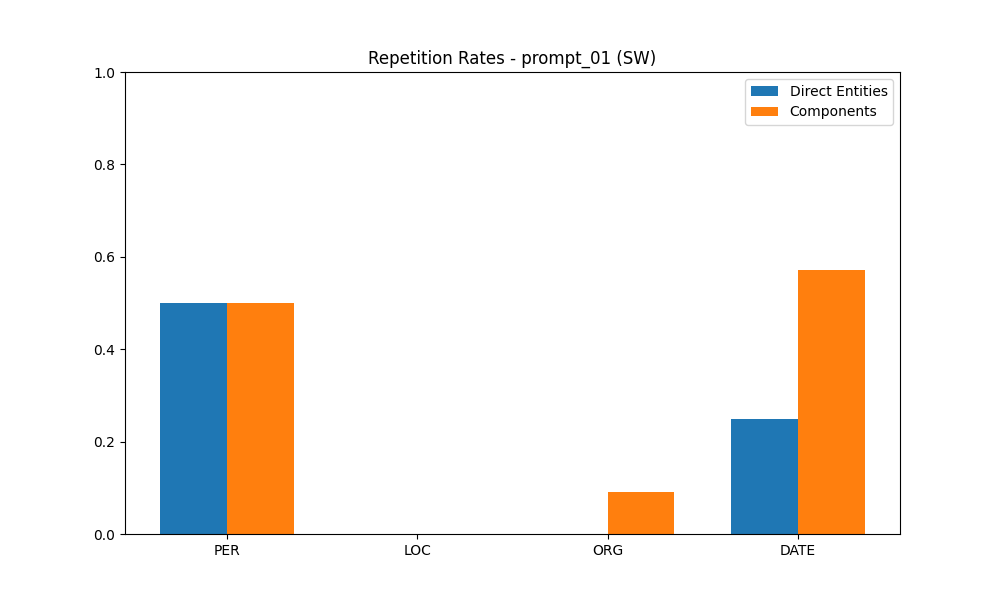 Repetition Rates - prompt_01 (SW)
Direct Entities
Components
1.0
0.8
0.6
0.4
0.2
0.0
PER LOC ORG DATE